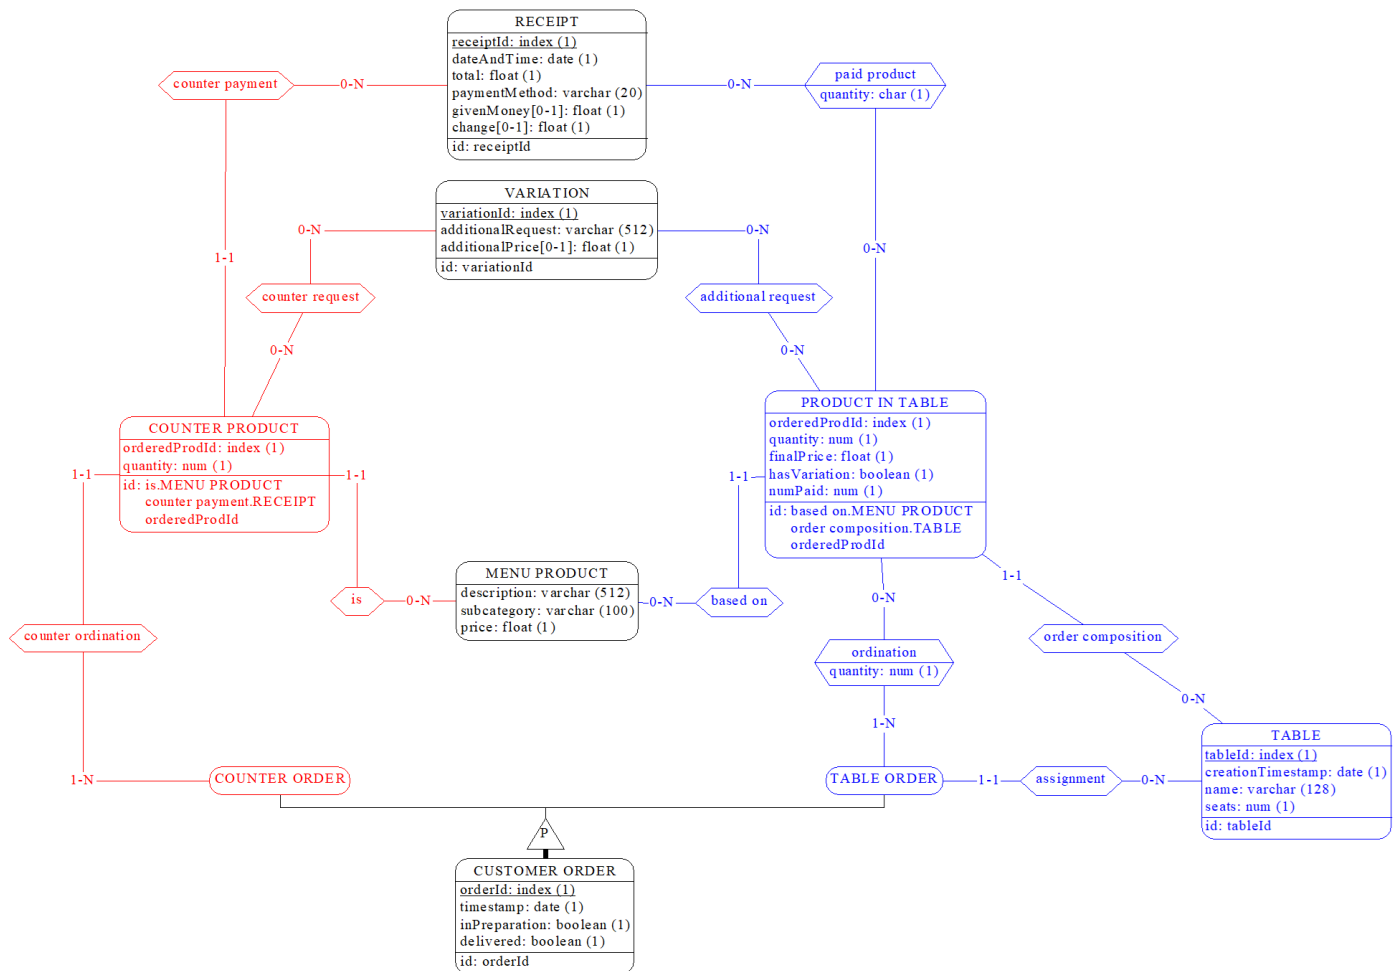 RECEIPT
receiptId: index (1)
dateAndTime: date (1)
total: float (1)
paymentMethod: varchar (20)
givenMoney[0-1]: float (1)
change[0-1]: float (1)
id: receiptId
counter payment
0-N
0-N
paid product
quantity: char (1)
VARIATION
variationId: index (1)
additionalRequest: varchar (512)
additionalPrice[0-1]: float (1)
id: variationId
0-N
0-N
1-1
0-N
counter request
additional request
0-N
0-N
COUNTER PRODUCT
orderedProdId: index (1)
quantity: num (1)
id: is.MENU PRODUCT
counter payment.RECEIPT
orderedProdId
1-1
1-1
PRODUCT IN TABLE
orderedProdId: index (1)
quantity: num (1)
finalPrice: float (1)
hasVariation: boolean (1)
numPaid: num (1)
id: based on.MENU PRODUCT
order composition.TABLE
orderedProdId
1-1
1-1
is
0-N
MENU PRODUCT
description: varchar (512)
subcategory: varchar (100)
price: float (1)
0-N
based on
0-N
counter ordination
ordination
quantity: num (1)
order composition
0-N
1-N
1-N
COUNTER ORDER
TABLE ORDER
1-1
assignment
0-N
TABLE
tableId: index (1)
creationTimestamp: date (1)
name: varchar (128)
seats: num (1)
id: tableId
P
CUSTOMER ORDER
orderId: index (1)
timestamp: date (1)
inPreparation: boolean (1)
delivered: boolean (1)
id: orderId